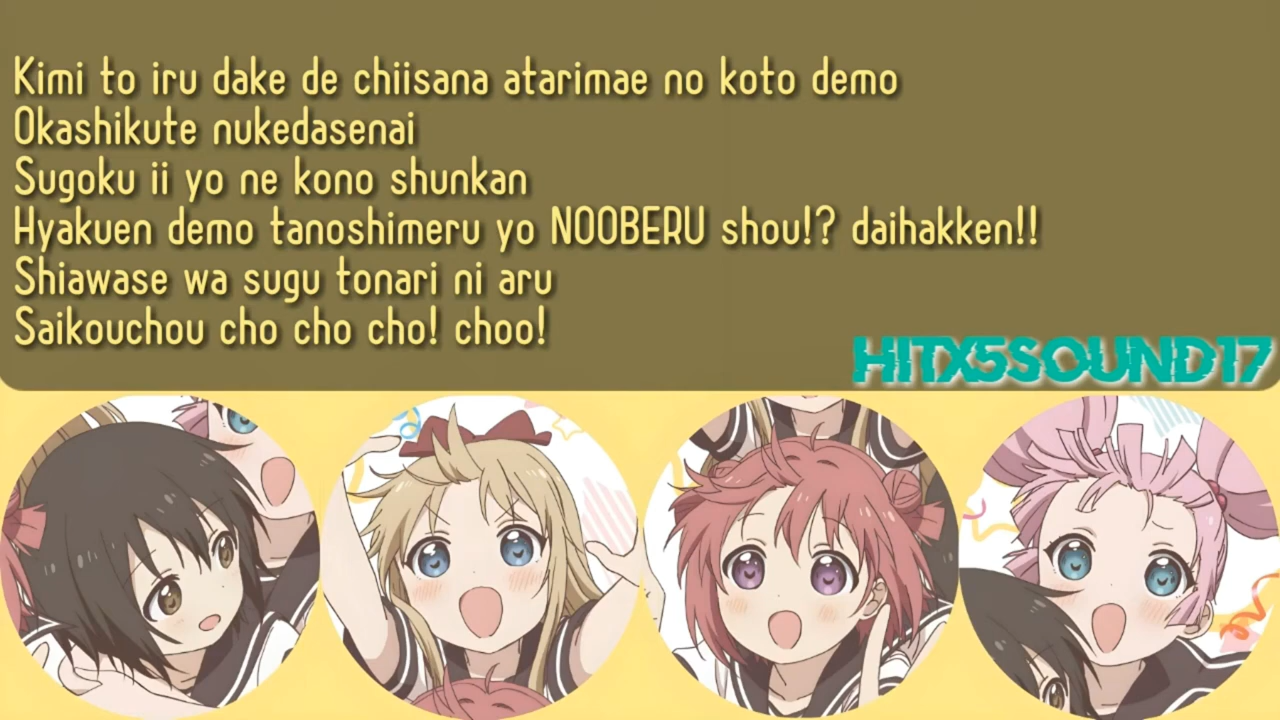 Kimi to iru dake de chiisana atarimae no koto demo
Okashikute nukedasenai
Sugoku ii yo ne kono shunkan
Hyakuen demo tanoshimeru yo NOOBERU shou!? daihakken!!
Shiawase wa sugu tonari ni aru
Saikouchou cho cho cho! choo!
HITX5SOUND17